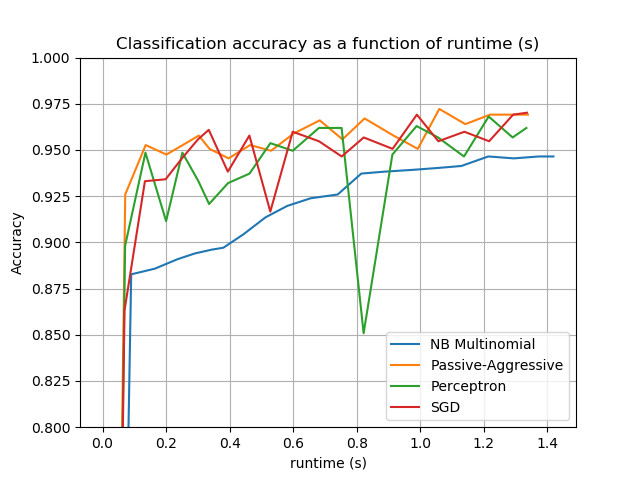 Classification accuracy as a function of runtime (s)
1.000
0.975
0.950
0.925
0.900
0.875
0.850
0.825
0.800
Accuracy
NB Multinomial
Passive-Aggressive
Perceptron
SGD
0.0 0.2 0.4 0.6 0.8 1.0 1.2 1.4
runtime (s)